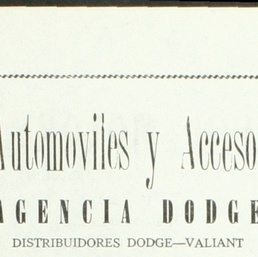 Automoviles y Acceso
AGENCIA DODGE
DISTRIBUIDORES DODGE—VALIANT